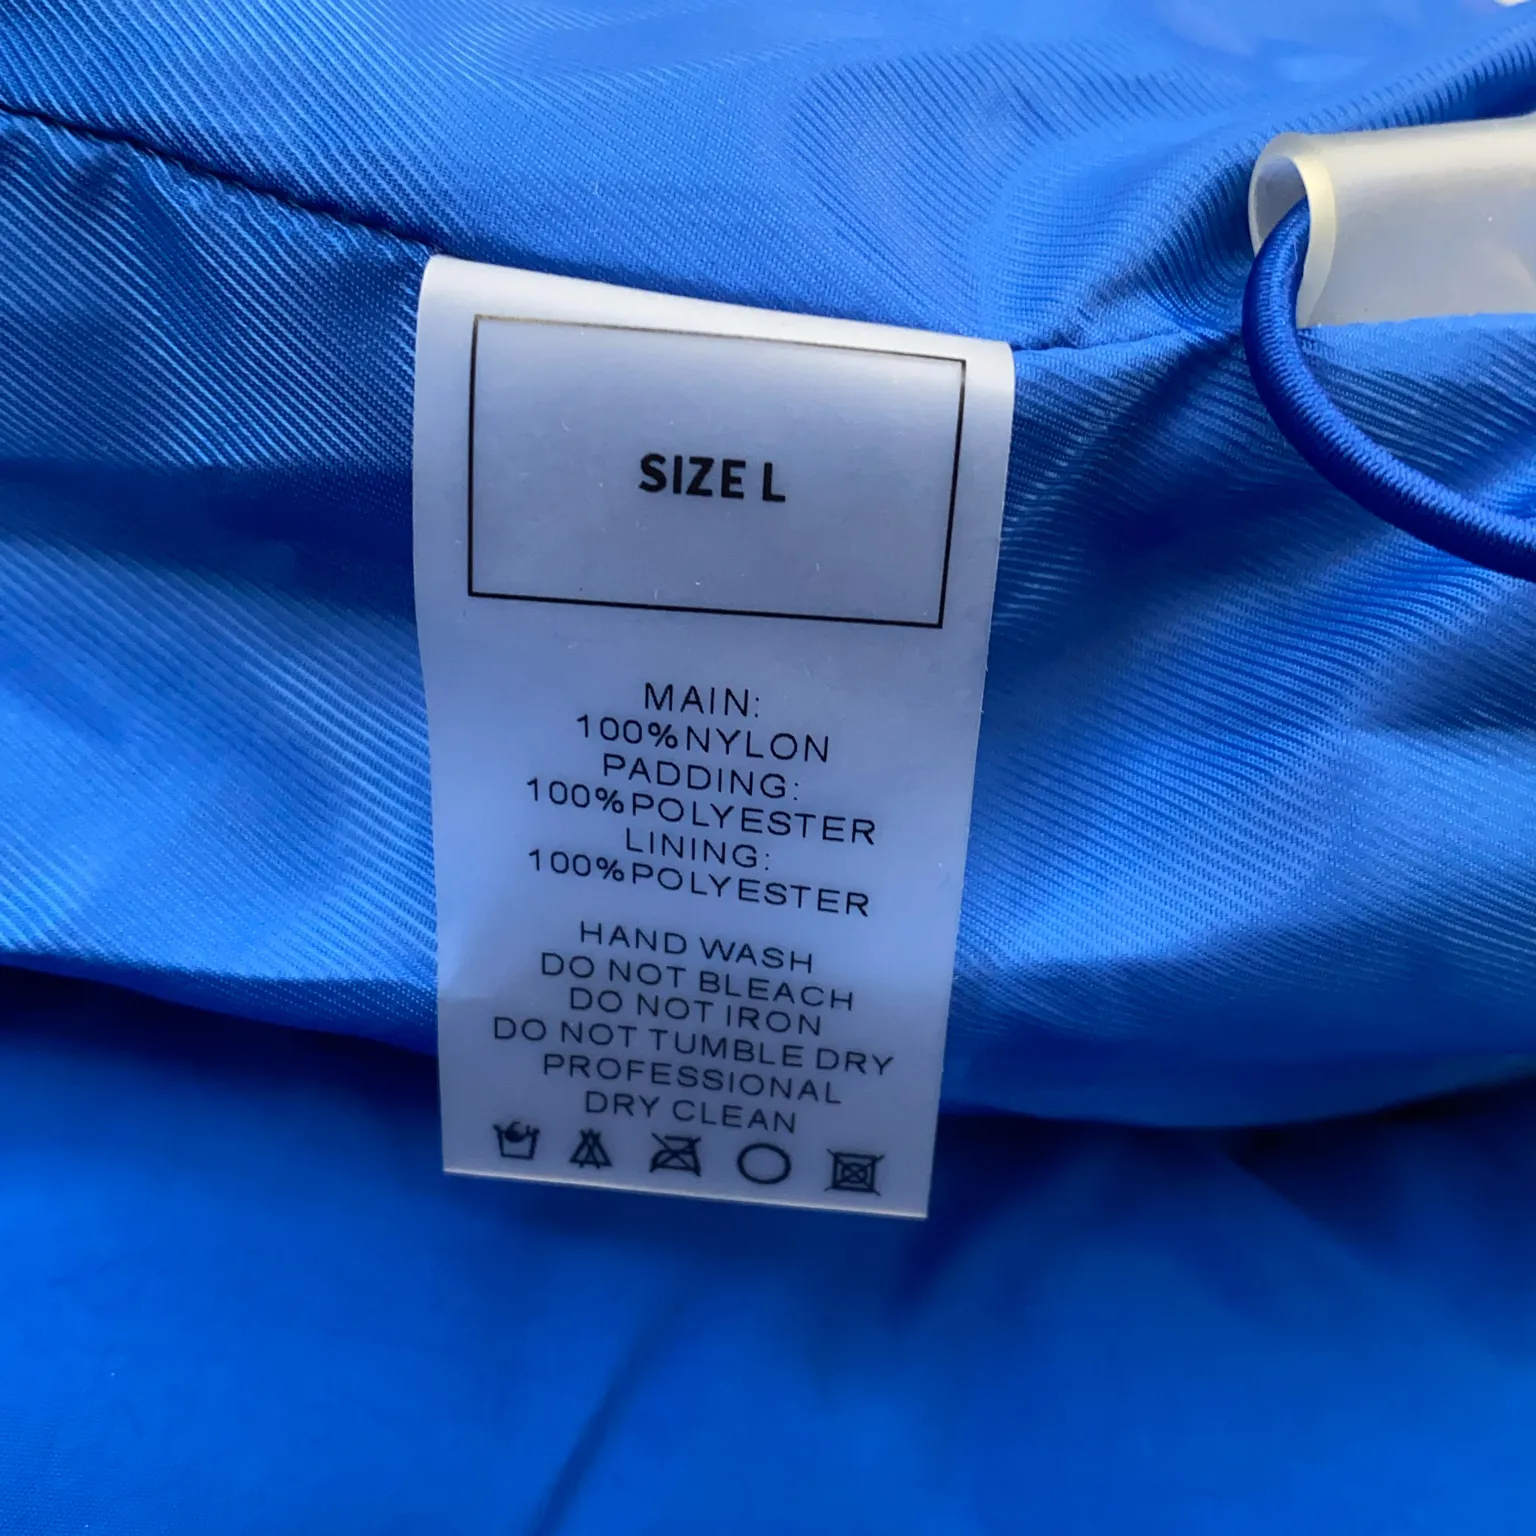 SIZE L
MAIN:
100%NYLON
PADDING:
100%POLYESTER
LINING:
100%POLYESTER
HAND WASH
DO NOT BLEACH
DO NOT IRON
DO NOT TUMBLE DRY
PROFESSIONAL
DRY CLEAN